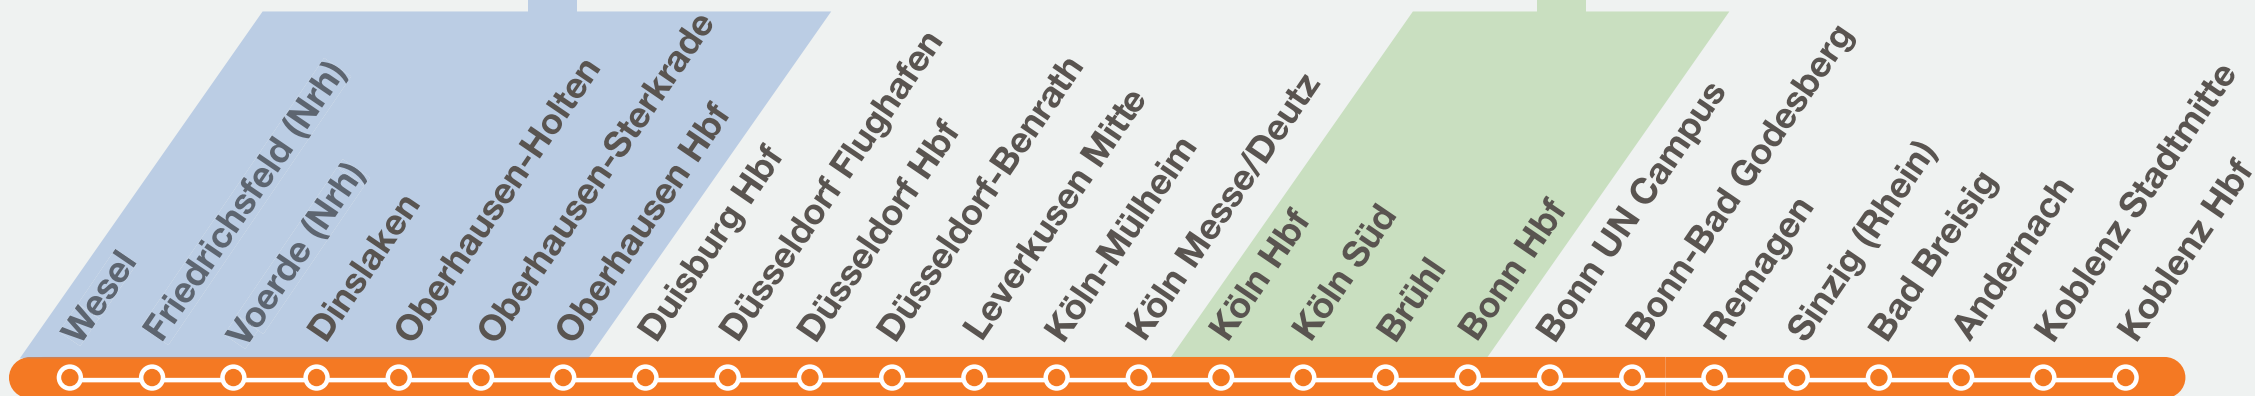 Wesel
Friedrichsfeld (Nrh)
Voerde (Nrh)
Dinslaken
Oberhausen-Holten
Oberhausen-Sterkrade
Oberhausen Hbf
Duisburg Hbf
Düsseldorf Flughafen
Düsseldorf Hbf
Düsseldorf-Benrath
Leverkusen Mitte
Köln-Mülheim
Köln Messe/Deutz
Köln Hbf
Köln Süd
Brühl
Bonn Hbf
Bonn UN Campus
Bonn-Bad Godesberg
Remagen
Sinzig (Rhein)
Bad Breisig
Andernach
Koblenz Stadtmitte
Koblenz Hbf